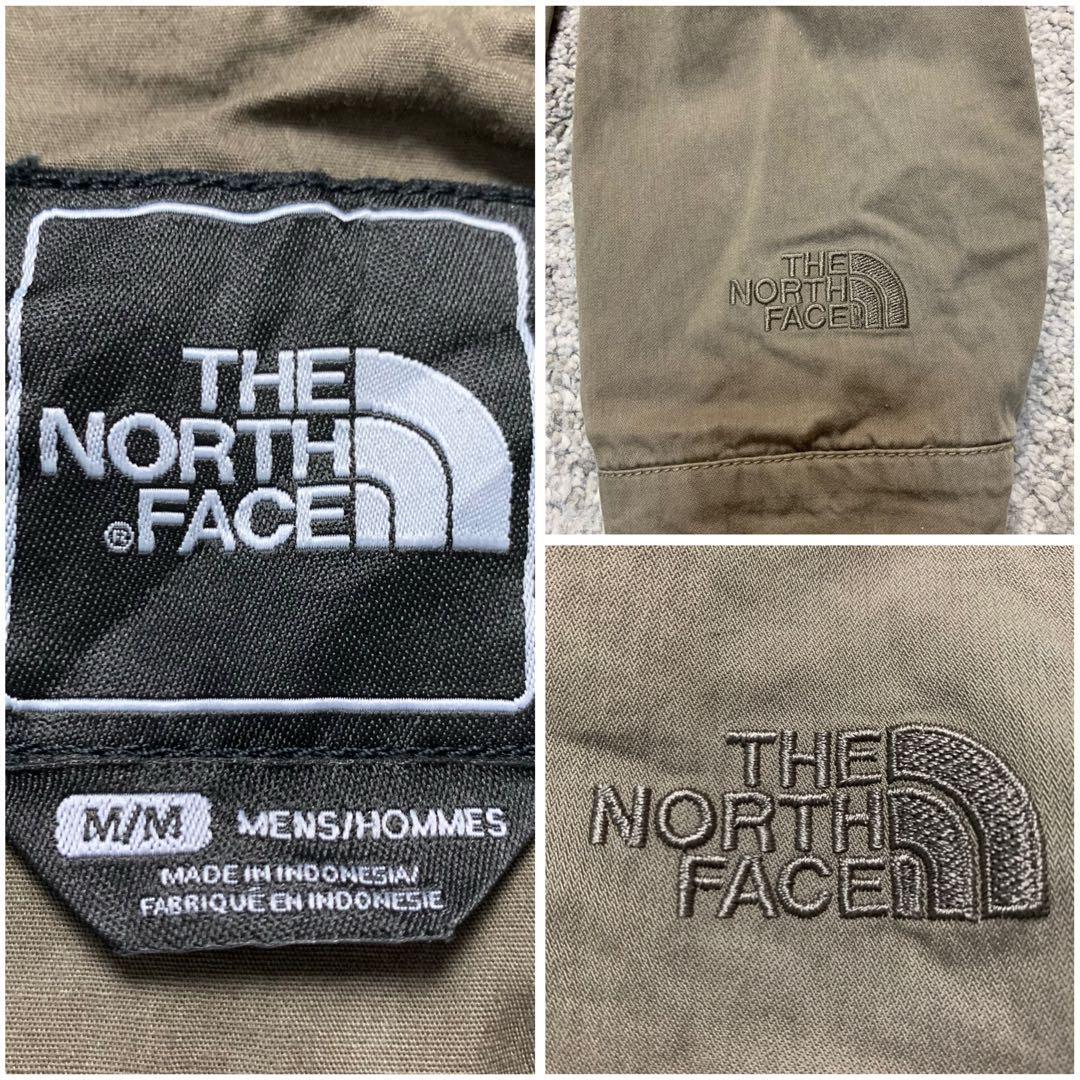 THE
NORTH
FACE
®
M/M MENS/HOMMES
MADE IN INDONESIA/
FABRIQUÉ EN INDONESIE
THE
NORTH
FACE
THE
NORTH
FACE